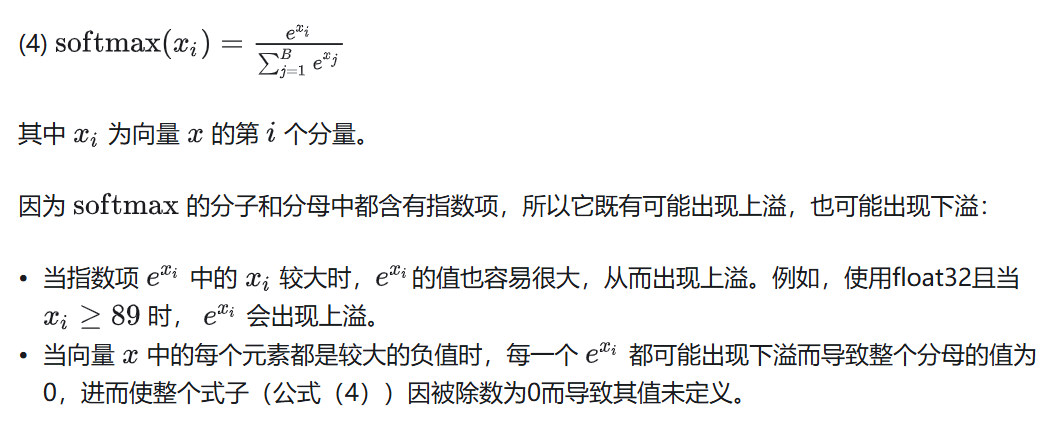 (4) softmax(xᵢ) = e^{x_i} / ∑_{j=1}^{B} e^{x_j}
其中 x_i 为向量 x 的第 i 个分量。
因为 softmax 的分子和分母中都含有指数项，所以它既有可能出现上溢，也可能出现下溢：
• 当指数项 e^{x_i} 中的 x_i 较大时，e^{x_i} 的值也容易很大，从而出现上溢。例如，使用float32且当
x_i ≥ 89 时， e^{x_i} 会出现上溢。
• 当向量 x 中的每个元素都是较大的负值时，每一个 e^{x_i} 都可能出现下溢而导致整个分母的值为
0，进而使整个式子（公式（4））因被除数为0而导致其值未定义。